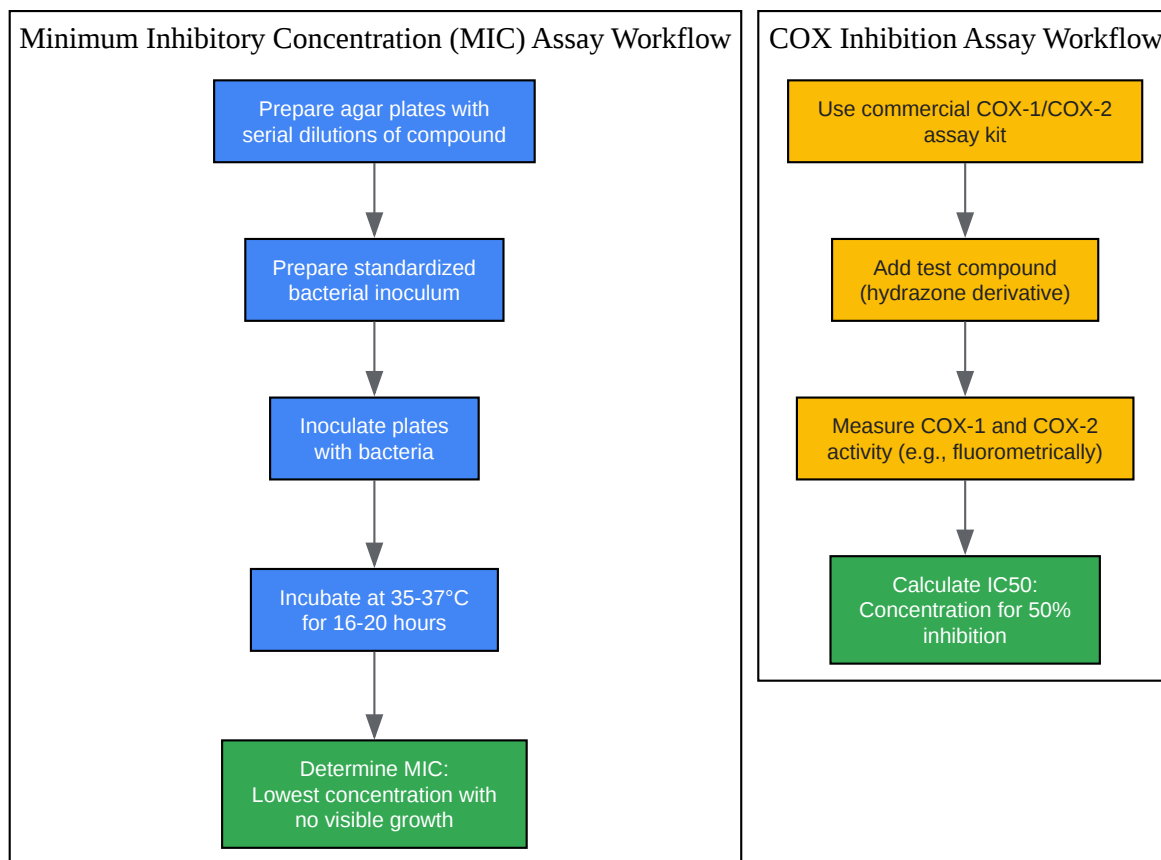 Minimum Inhibitory Concentration (MIC) Assay Workflow
Prepare agar plates with
serial dilutions of compound
Prepare standardized
bacterial inoculum
Inoculate plates
with bacteria
Incubate at 35-37°C
for 16-20 hours
Determine MIC:
Lowest concentration with
no visible growth
COX Inhibition Assay Workflow
Use commercial COX-1/COX-2
assay kit
Add test compound
(hydrazone derivative)
Measure COX-1 and COX-2
activity (e.g., fluorometrically)
Calculate IC50:
Concentration for 50%
inhibition